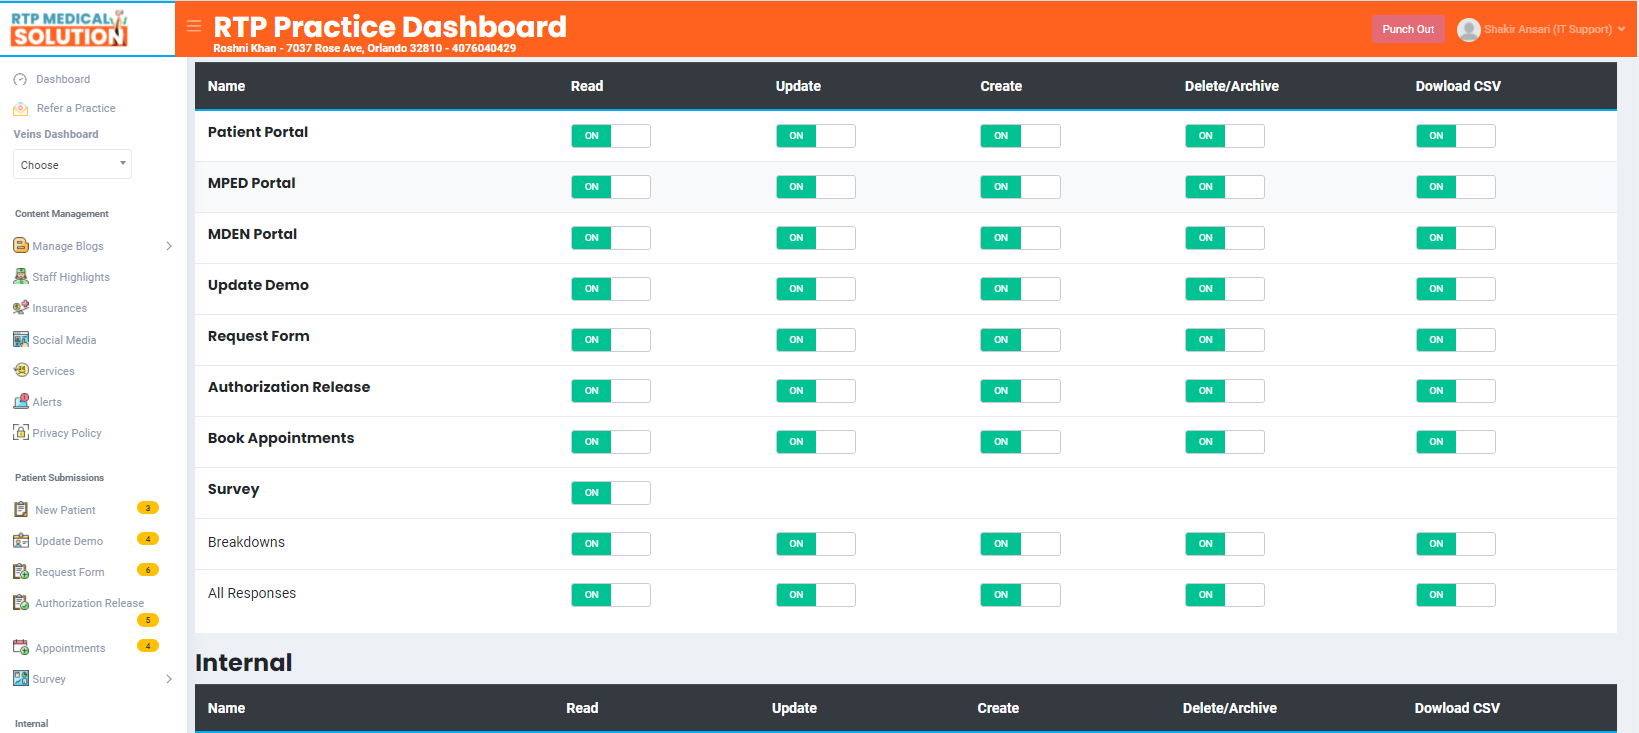 RTP MEDICAL
SOLUTION
RTP Practice Dashboard
Roshni Khan - 7037 Rose Ave, Orlando 32810 - 4076040429
Punch Out
Shakir Ansari (IT Support)
Dashboard
Refer a Practice
Veins Dashboard
Choose
Content Management
Manage Blogs
Staff Highlights
Insurances
Social Media
Services
Alerts
Privacy Policy
Patient Submissions
New Patient 3
Update Demo 4
Request Form 6
Authorization Release
5
Appointments 4
Survey
Internal
Name Read Update Create Delete/Archive Dowload CSV
Patient Portal ON ON ON ON ON
MPED Portal ON ON ON ON ON
MDEN Portal ON ON ON ON ON
Update Demo ON ON ON ON ON
Request Form ON ON ON ON ON
Authorization Release ON ON ON ON ON
Book Appointments ON ON ON ON ON
Survey ON
Breakdowns ON ON ON ON ON
All Responses ON ON ON ON ON
Internal
Name Read Update Create Delete/Archive Dowload CSV